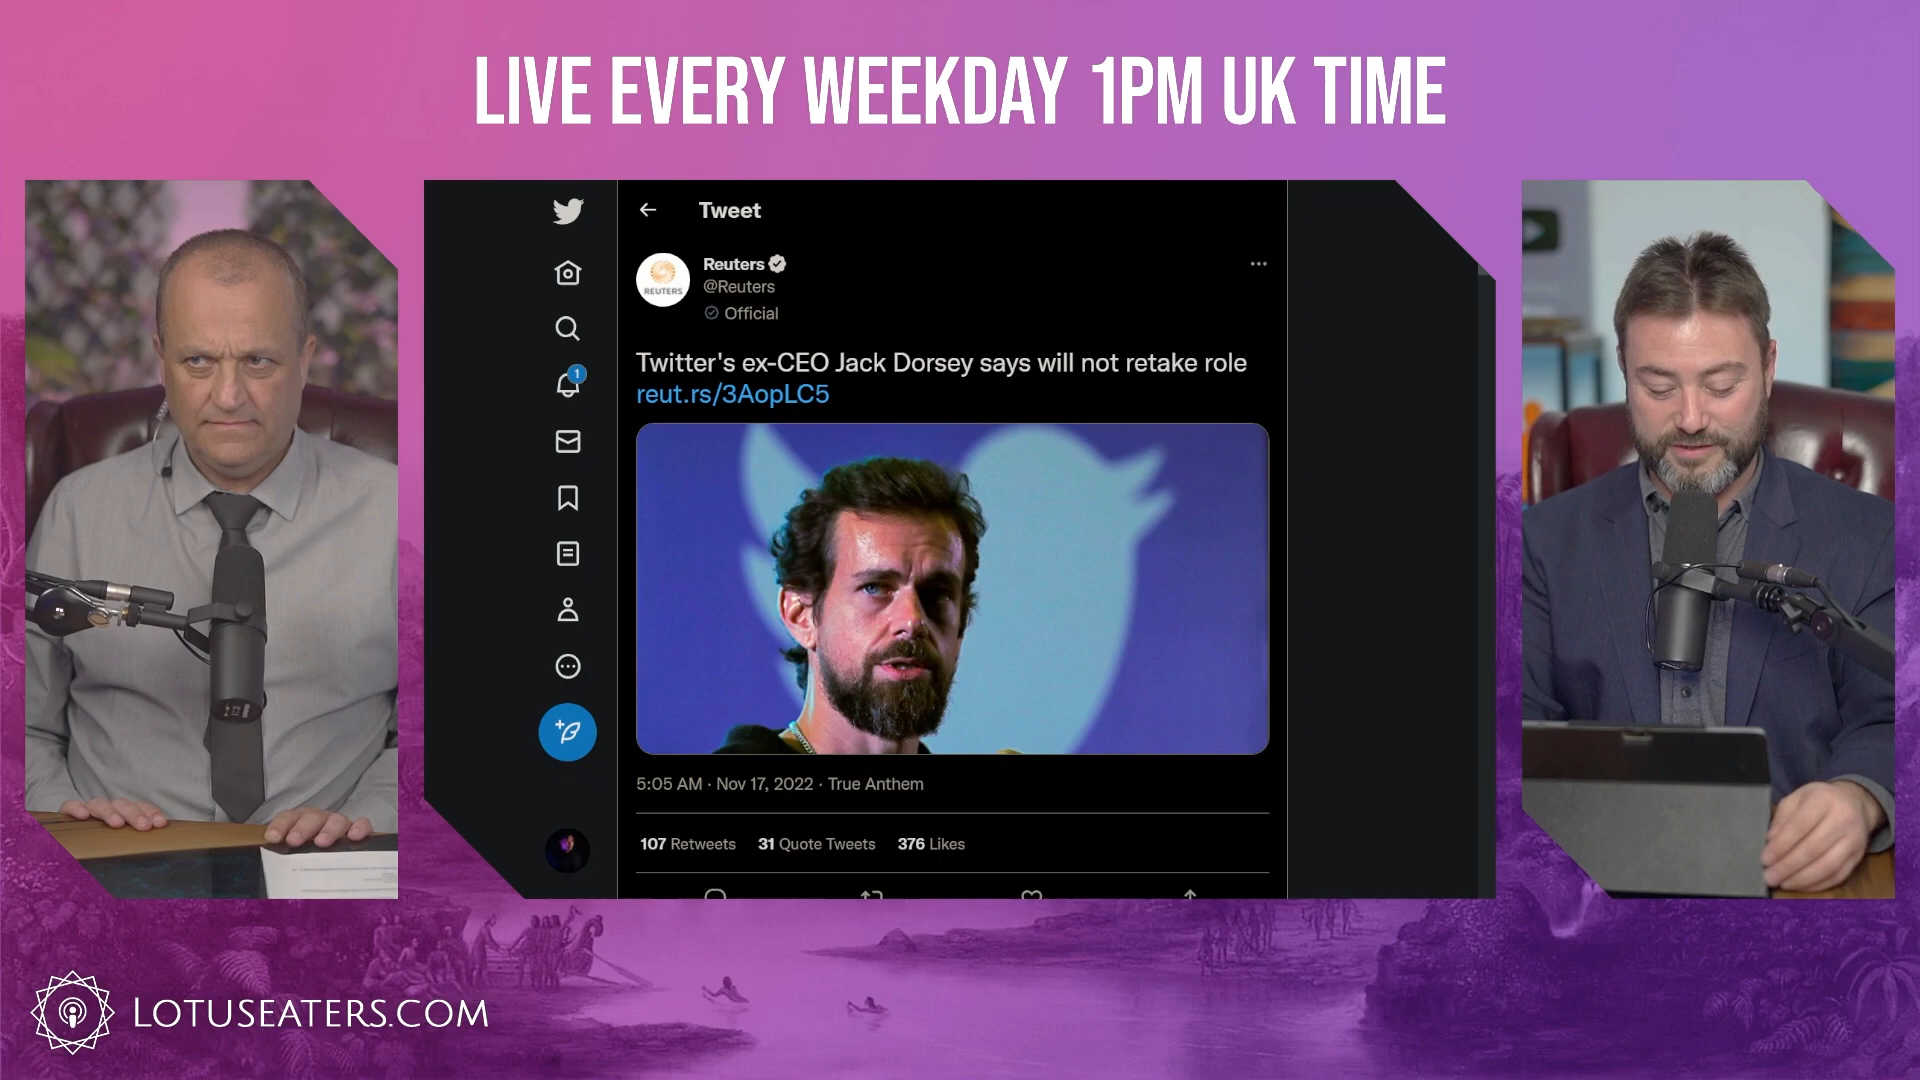 LIVE EVERY WEEKDAY 1PM UK TIME
Tweet
Reuters
REUTERS
@Reuters
Official
1
Twitter's ex-CEO Jack Dorsey says will not retake role
reut.rs/3AopLC5
5:05 AM · Nov 17, 2022 · True Anthem
107 Retweets 31 Quote Tweets 376 Likes
LOTUSEATERS.COM